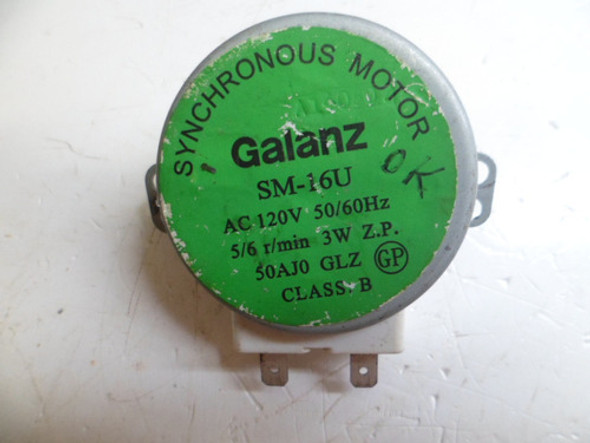 SYNCHRONOUS MOTOR
Galanz
OK
SM-16U
AC 120V 50/60Hz
5/6 r/min 3W Z.P.
50AJ0 GLZ GP
CLASS. B